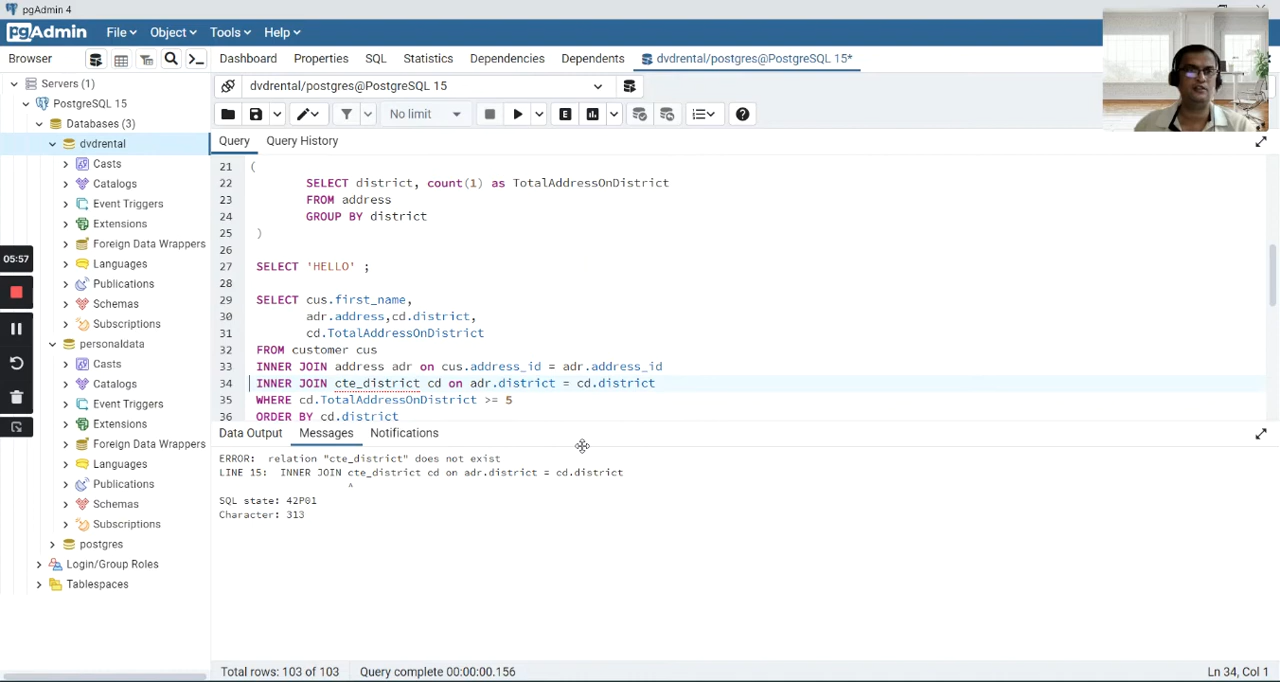 pgAdmin 4
pgAdmin File Object Tools Help
Browser
Dashboard Properties SQL Statistics Dependencies Dependents dvdrental/postgres@PostgreSQL 15*
Servers (1)
PostgreSQL 15
Databases (3)
dvdrental
Casts
Catalogs
Event Triggers
Extensions
Foreign Data Wrappers
Languages
Publications
Schemas
Subscriptions
personaldata
Casts
Catalogs
Event Triggers
Extensions
Foreign Data Wrappers
Languages
Publications
Schemas
Subscriptions
postgres
Login/Group Roles
Tablespaces
05:57
dvdrental/postgres@PostgreSQL 15
No limit
E
Query Query History
21 (
22 SELECT district, count(1) as TotalAddressOnDistrict
23 FROM address
24 GROUP BY district
25 )
26
27 SELECT 'HELLO' ;
28
29 SELECT cus.first_name,
30 adr.address,cd.district,
31 cd.TotalAddressOnDistrict
32 FROM customer cus
33 INNER JOIN address adr on cus.address_id = adr.address_id
34 INNER JOIN cte_district cd on adr.district = cd.district
35 WHERE cd.TotalAddressOnDistrict >= 5
36 ORDER BY cd.district
Data Output Messages Notifications
ERROR: relation "cte_district" does not exist
LINE 15: INNER JOIN cte_district cd on adr.district = cd.district
^
SQL state: 42P01
Character: 313
Total rows: 103 of 103 Query complete 00:00:00.156 Ln 34, Col 1